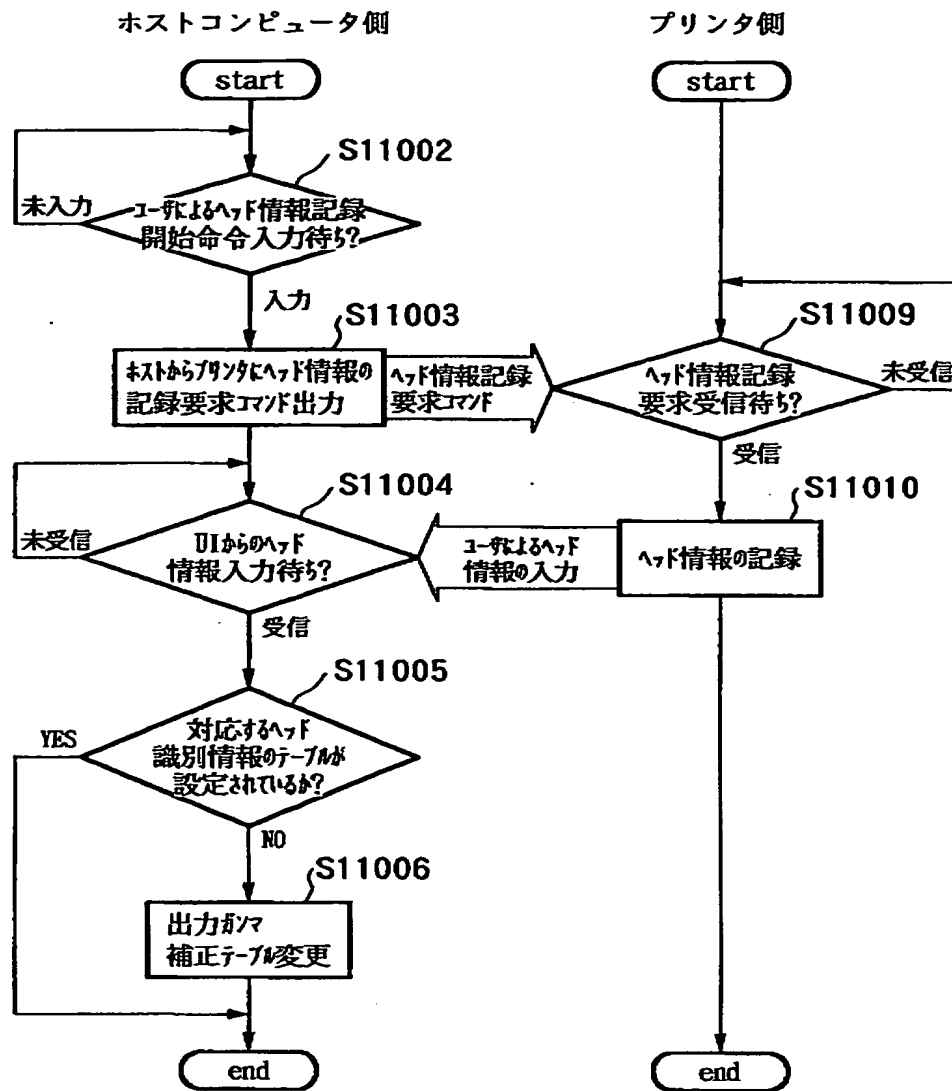 ホストコンピュータ側
プリンタ側
start
start
S11002
未入力
ユーザによるヘッド情報記録
開始命令入力待ち?
入力
S11003
S11009
ホストからプリンタにヘッド情報の
記録要求コマンド出力
ヘッド情報記録
要求コマンド
ヘッド情報記録
要求受信待ち?
未受信
受信
S11004
S11010
未受信
UIからのヘッド
情報入力待ち?
ユーザによるヘッド
情報の入力
ヘッド情報の記録
受信
S11005
YES
対応するヘッド
識別情報のテーブルが
設定されているか?
NO
S11006
出力ガンマ
補正テーブル変更
end
end